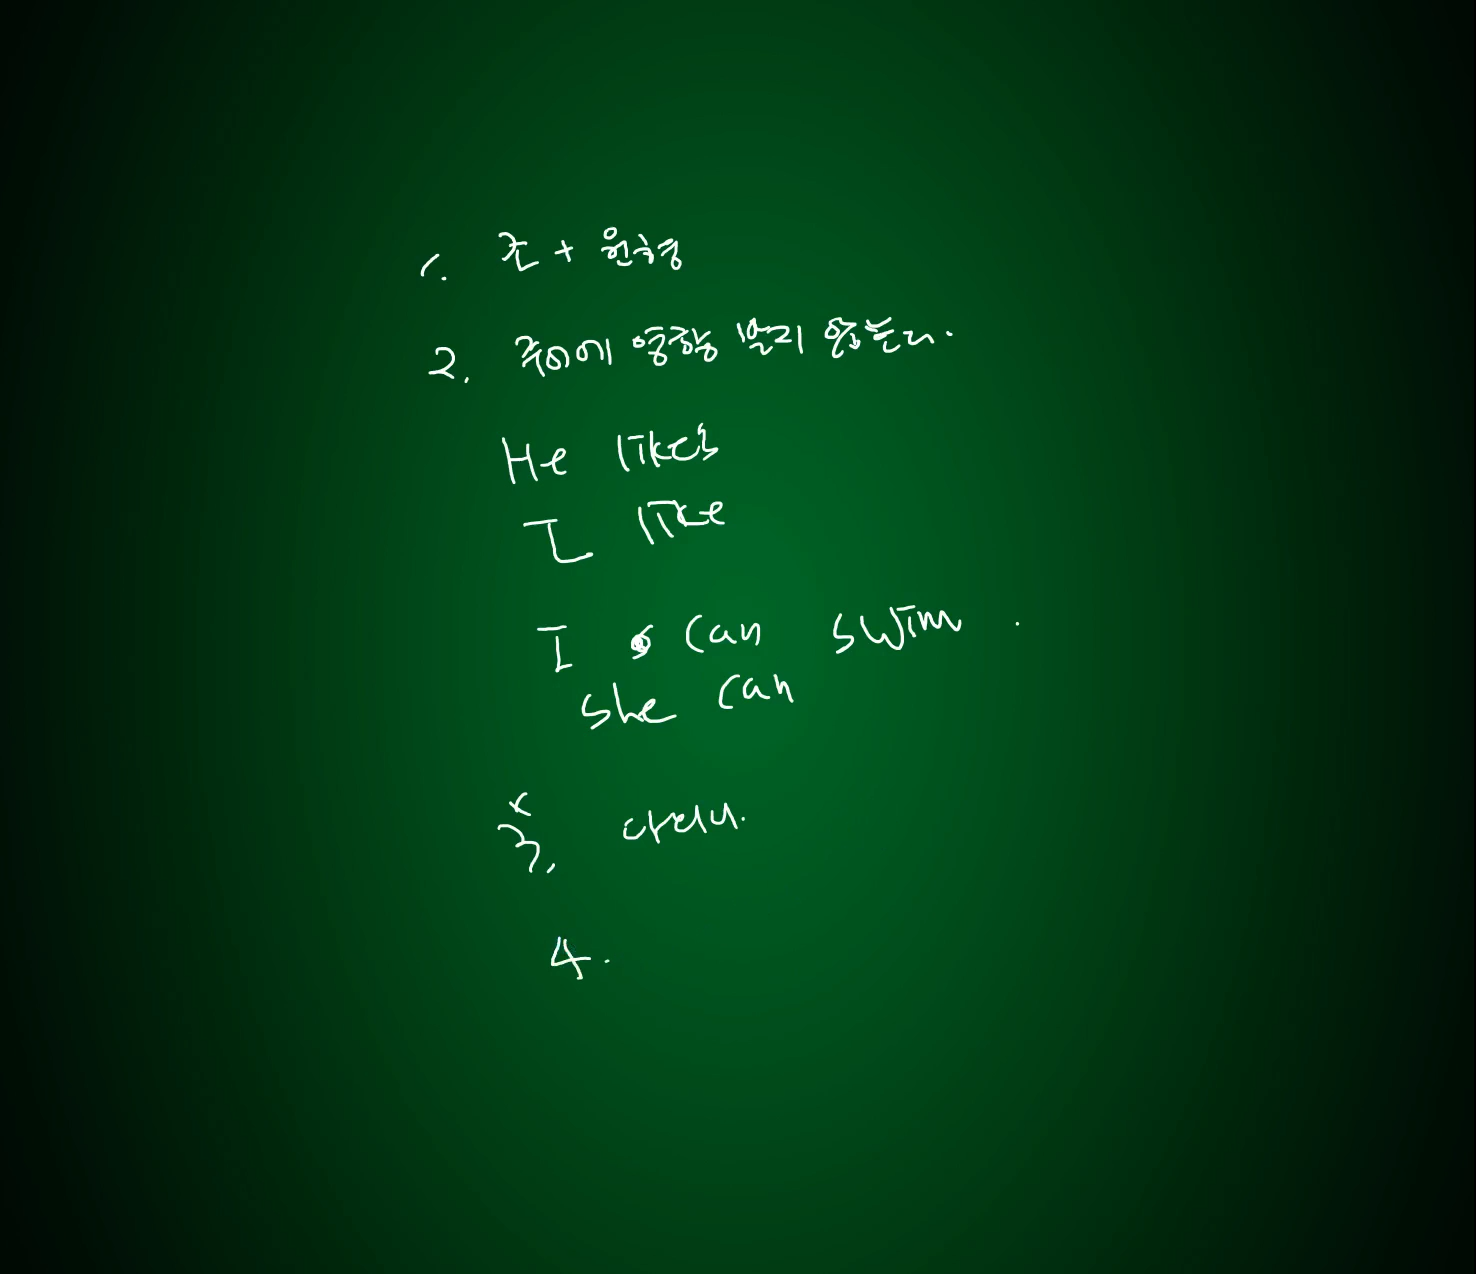 1. 조 + 원형
2. 주어에 영향 받지 않는다.
He likes
I like
I can swim.
she can
3.
4.